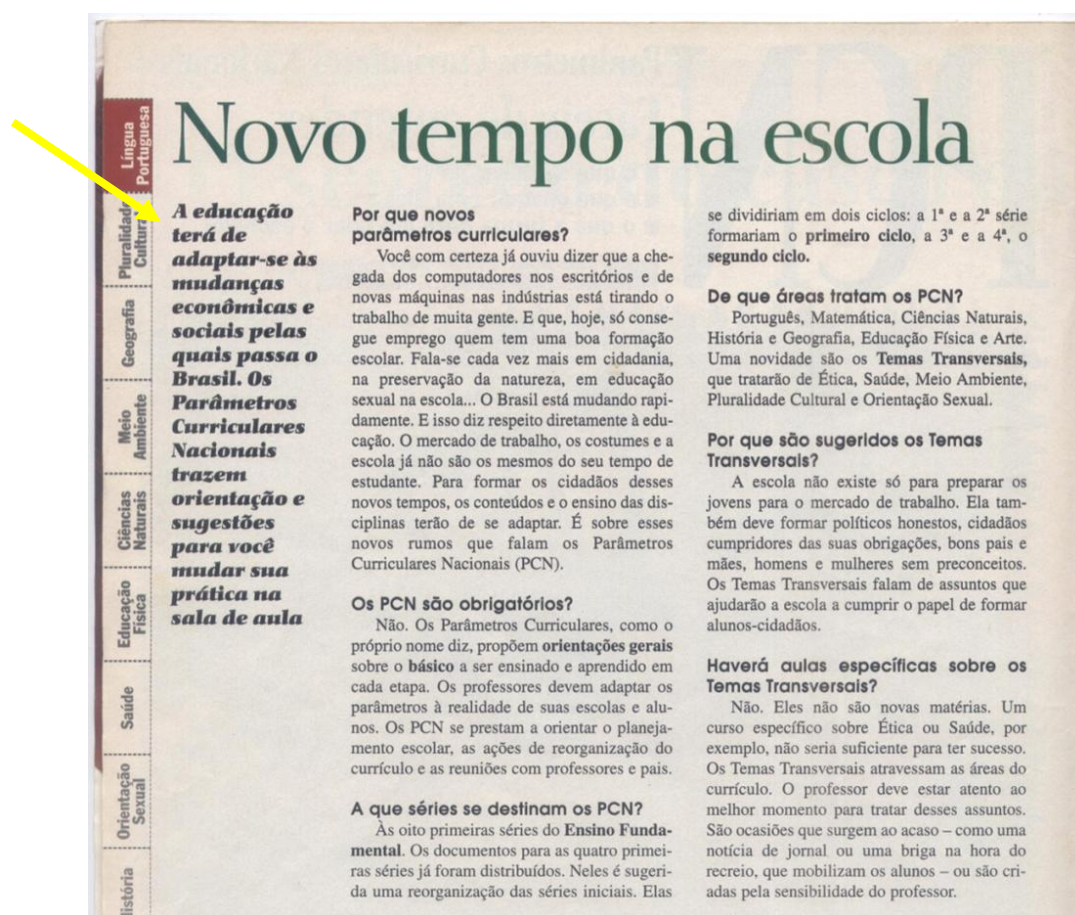 Novo tempo na escola
Língua
Portuguesa
Pluralidade
Cultural
Geografia
Meio
Ambiente
Ciências
Naturais
Educação
Física
Saúde
Orientação
Sexual
História
A educação
terá de
adaptar-se às
mudanças
econômicas e
sociais pelas
quais passa o
Brasil. Os
Parâmetros
Curriculares
Nacionais
trazem
orientação e
sugestões
para você
mudar sua
prática na
sala de aula
Por que novos
parâmetros curriculares?
Você com certeza já ouviu dizer que a che-
gada dos computadores nos escritórios e de
novas máquinas nas indústrias está tirando o
trabalho de muita gente. E que, hoje, só conse-
gue emprego quem tem uma boa formação
escolar. Fala-se cada vez mais em cidadania,
na preservação da natureza, em educação
sexual na escola... O Brasil está mudando rapi-
damente. E isso diz respeito diretamente à edu-
cação. O mercado de trabalho, os costumes e a
escola já não são os mesmos do seu tempo de
estudante. Para formar os cidadãos desses
novos tempos, os conteúdos e o ensino das dis-
ciplinas terão de se adaptar. É sobre esses
novos rumos que falam os Parâmetros
Curriculares Nacionais (PCN).
Os PCN são obrigatórios?
Não. Os Parâmetros Curriculares, como o
próprio nome diz, propõem orientações gerais
sobre o básico a ser ensinado e aprendido em
cada etapa. Os professores devem adaptar os
parâmetros à realidade de suas escolas e alu-
nos. Os PCN se prestam a orientar o planeja-
mento escolar, as ações de reorganização do
currículo e as reuniões com professores e pais.
A que séries se destinam os PCN?
Às oito primeiras séries do Ensino Funda-
mental. Os documentos para as quatro primei-
ras séries já foram distribuídos. Neles é sugeri-
da uma reorganização das séries iniciais. Elas
se dividiriam em dois ciclos: a 1ª e a 2ª série
formariam o primeiro ciclo, a 3ª e a 4ª, o
segundo ciclo.
De que áreas tratam os PCN?
Português, Matemática, Ciências Naturais,
História e Geografia, Educação Física e Arte.
Uma novidade são os Temas Transversais,
que tratarão de Ética, Saúde, Meio Ambiente,
Pluralidade Cultural e Orientação Sexual.
Por que são sugeridos os Temas
Transversais?
A escola não existe só para preparar os
jovens para o mercado de trabalho. Ela tam-
bém deve formar políticos honestos, cidadãos
cumpridores das suas obrigações, bons pais e
mães, homens e mulheres sem preconceitos.
Os Temas Transversais falam de assuntos que
ajudarão a escola a cumprir o papel de formar
alunos-cidadãos.
Haverá aulas específicas sobre os
Temas Transversais?
Não. Eles não são novas matérias. Um
curso específico sobre Ética ou Saúde, por
exemplo, não seria suficiente para ter sucesso.
Os Temas Transversais atravessam as áreas do
currículo. O professor deve estar atento ao
melhor momento para tratar desses assuntos.
São ocasiões que surgem ao acaso – como uma
notícia de jornal ou uma briga na hora do
recreio, que mobilizam os alunos – ou são cri-
adas pela sensibilidade do professor.